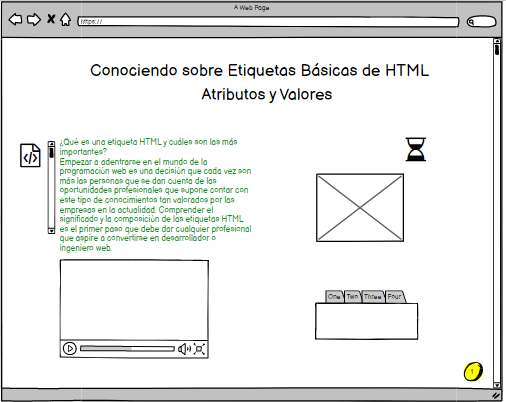 A Web Page
https://
Conociendo sobre Etiquetas Básicas de HTML
Atributos y Valores
¿Qué es una etiqueta HTML y cuáles son las más
importantes?
Empezar a adentrarse en el mundo de la
programación web es una decisión que cada vez son
más las personas que se dan cuenta de las
oportunidades profesionales que supone contar con
este tipo de conocimientos tan valorados por las
empresas en la actualidad. Comprender el
significado y la composición de las etiquetas HTML
es el primer paso que debe dar cualquier profesional
que aspire a convertirse en desarrollador o
ingeniero web.
One Two Three Four
1